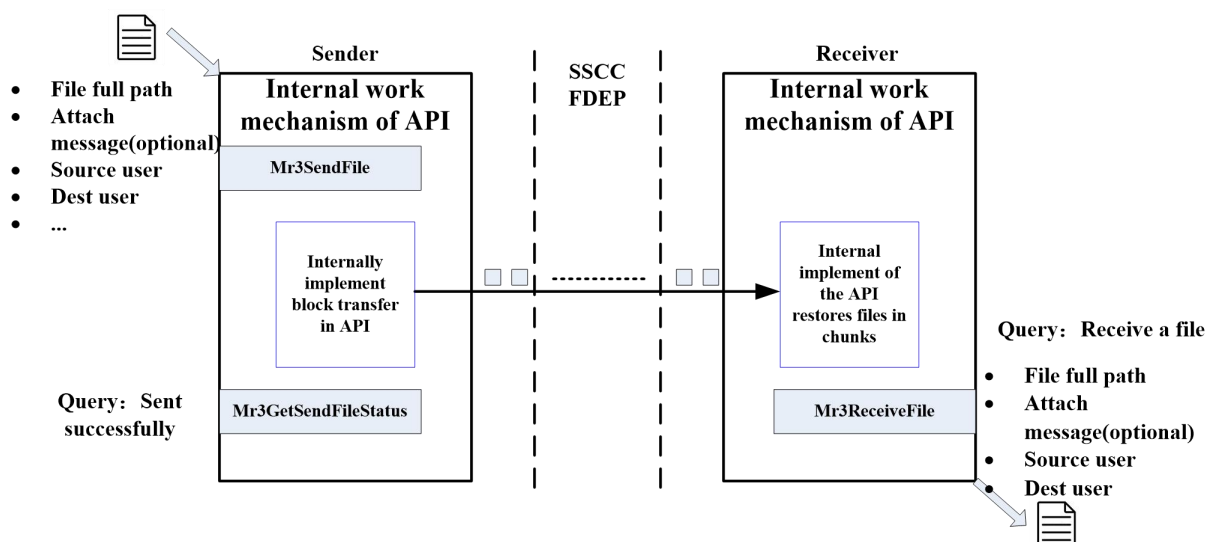 Sender
Receiver
SSCC
FDEP
• File full path
• Attach
message(optional)
• Source user
• Dest user
• ...
Internal work
mechanism of API
Mr3SendFile
Internally
implement
block transfer
in API
Query：Sent
successfully
Mr3GetSendFileStatus
Internal work
mechanism of API
Internal
implement of
the API
restores files in
chunks
Mr3ReceiveFile
Query：Receive a file
• File full path
• Attach
message(optional)
• Source user
• Dest user